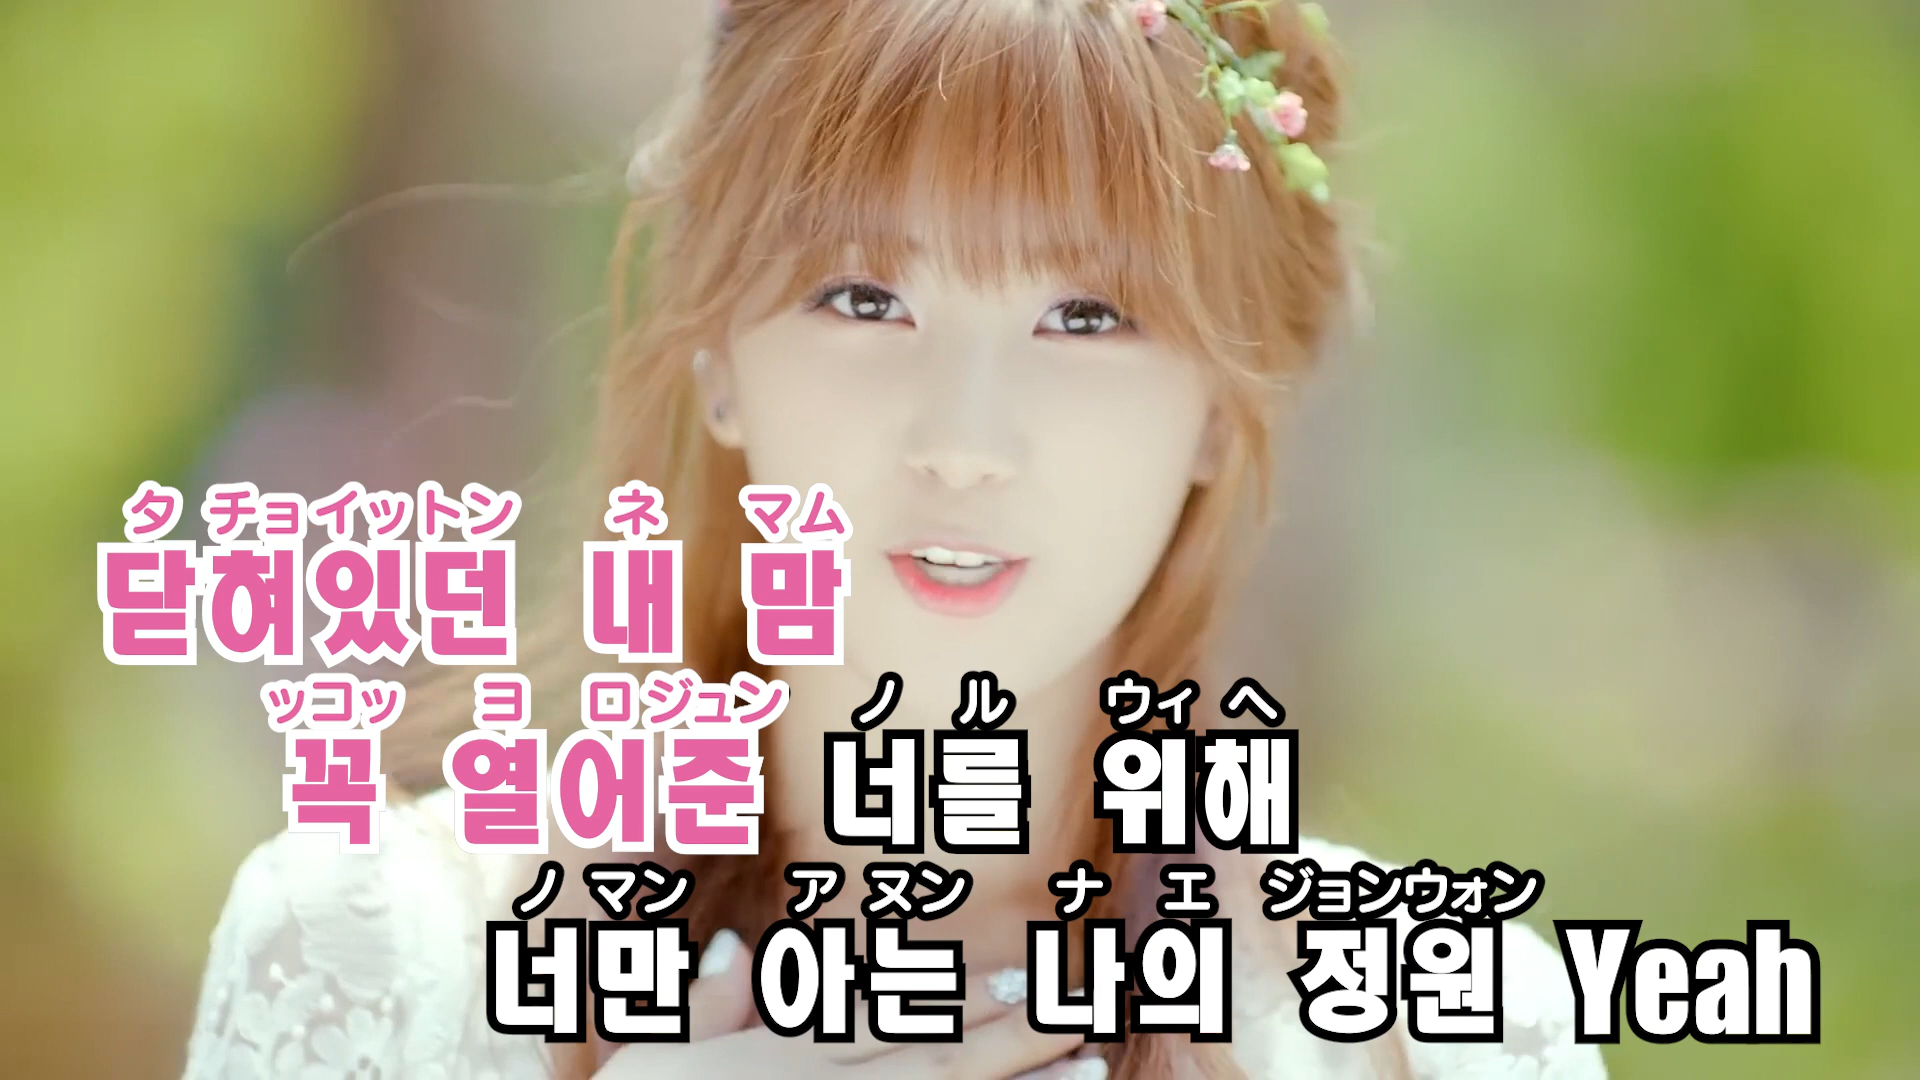 タ チョイットン ネ マム
닫혀있던 내 맘
ッコッ ヨ ロジュン ノ ル ウィ ヘ
꼭 열어준 너를 위해
ノ マン ア ヌン ナ エ ジョンウォン
너만 아는 나의 정원 Yeah